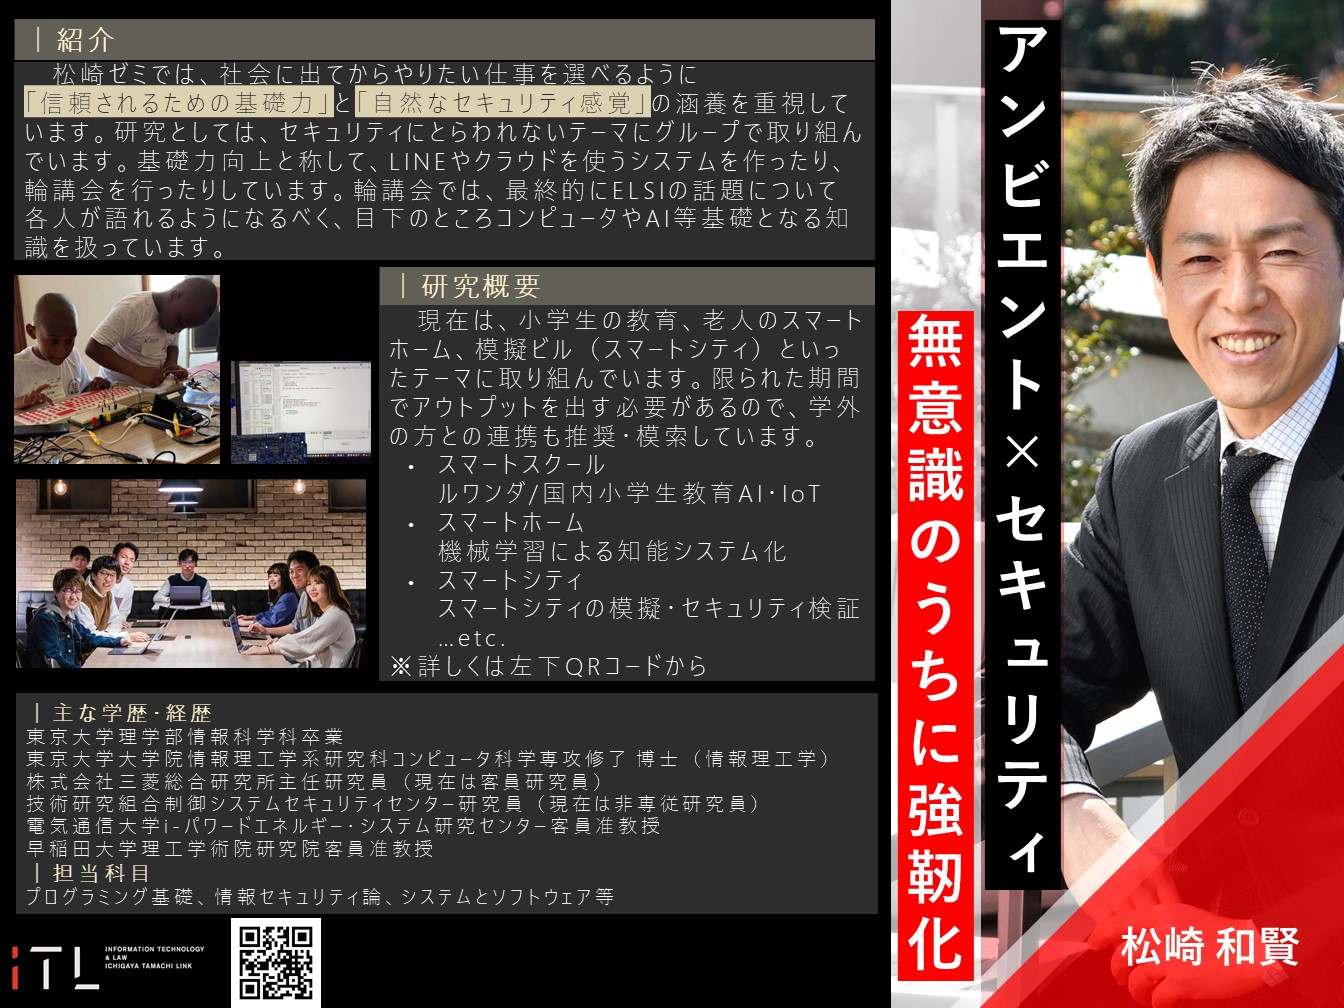 ｜紹介
松崎ゼミでは、社会に出てからやりたい仕事を選べるように
「信頼されるための基礎力」と「自然なセキュリティ感覚」の涵養を重視して
います。研究としては、セキュリティにとらわれないテーマにグループで取り組ん
でいます。基礎力向上と称して、LINEやクラウドを使うシステムを作ったり、
輪講会を行ったりしています。輪講会では、最終的にELSIの話題について
各人が語れるようになるべく、目下のところコンピュータやAI等基礎となる知
識を扱っています。
｜研究概要
現在は、小学生の教育、老人のスマート
ホーム、模擬ビル（スマートシティ）といっ
たテーマに取り組んでいます。限られた期間
でアウトプットを出す必要があるので、学外
の方との連携も推奨・模索しています。
・ スマートスクール
ルワンダ/国内小学生教育AI・IoT
・ スマートホーム
機械学習による知能システム化
・ スマートシティ
スマートシティの模擬・セキュリティ検証
…etc.
※詳しくは左下QRコードから
｜主な学歴・経歴
東京大学理学部情報科学科卒業
東京大学大学院情報理工学系研究科コンピュータ科学専攻修了 博士（情報理工学）
株式会社三菱総合研究所主任研究員（現在は客員研究員）
技術研究組合制御システムセキュリティセンター研究員（現在は非専従研究員）
電気通信大学i-パワードエネルギー・システム研究センター客員准教授
早稲田大学理工学術院研究院客員准教授
｜担当科目
プログラミング基礎、情報セキュリティ論、システムとソフトウェア等
iTL
INFORMATION TECHNOLOGY
& LAW
ICHIGAYA TAMACHI LINK
アンビエント×セキュリティ
無意識のうちに強靭化
松崎 和賢